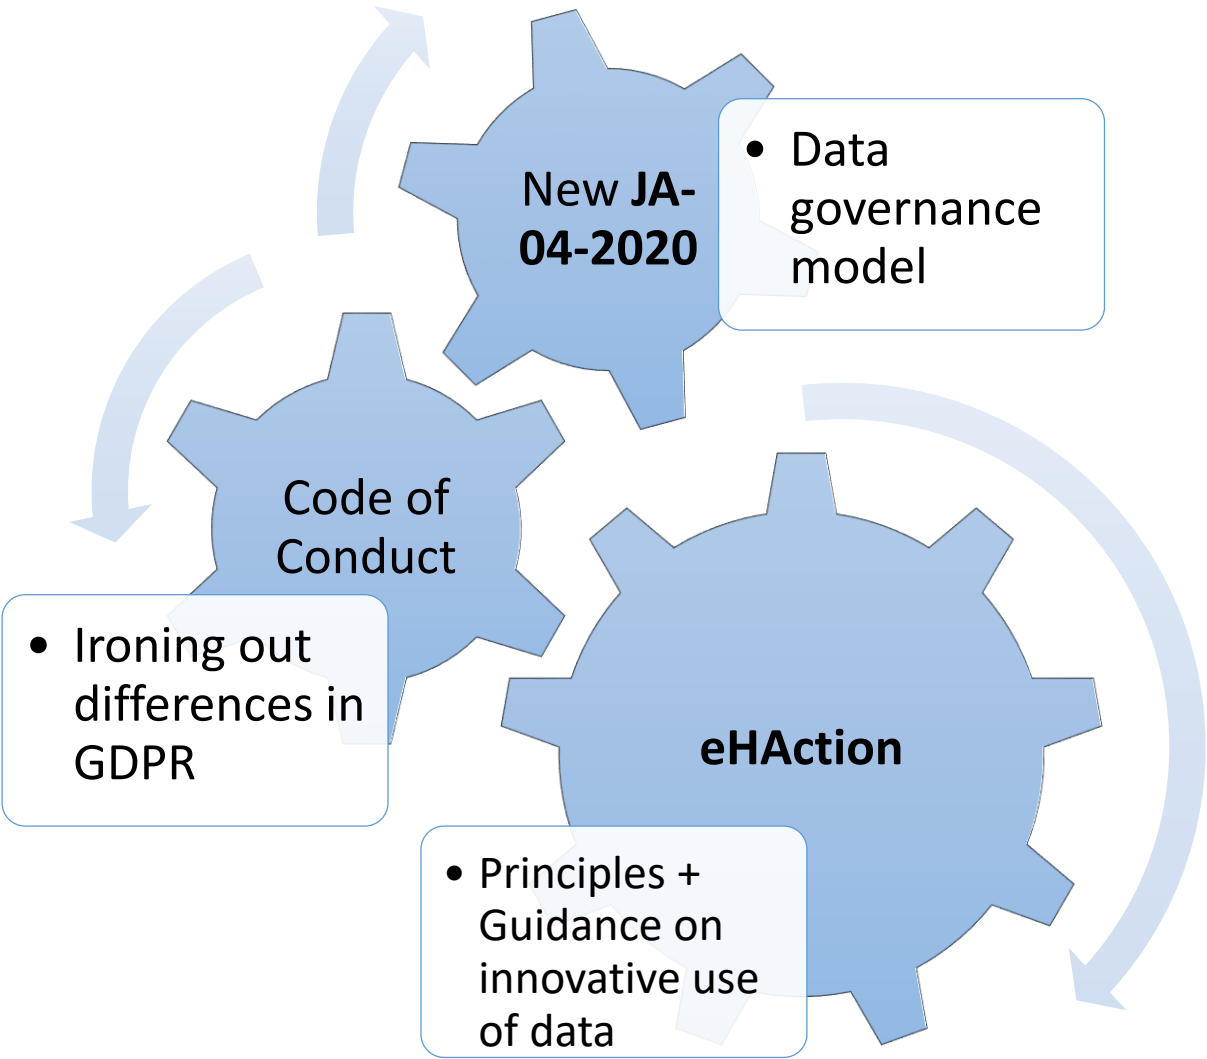 New JA-
04-2020
• Data
governance
model
Code of
Conduct
• Ironing out
differences in
GDPR
eHAction
• Principles +
Guidance on
innovative use
of data